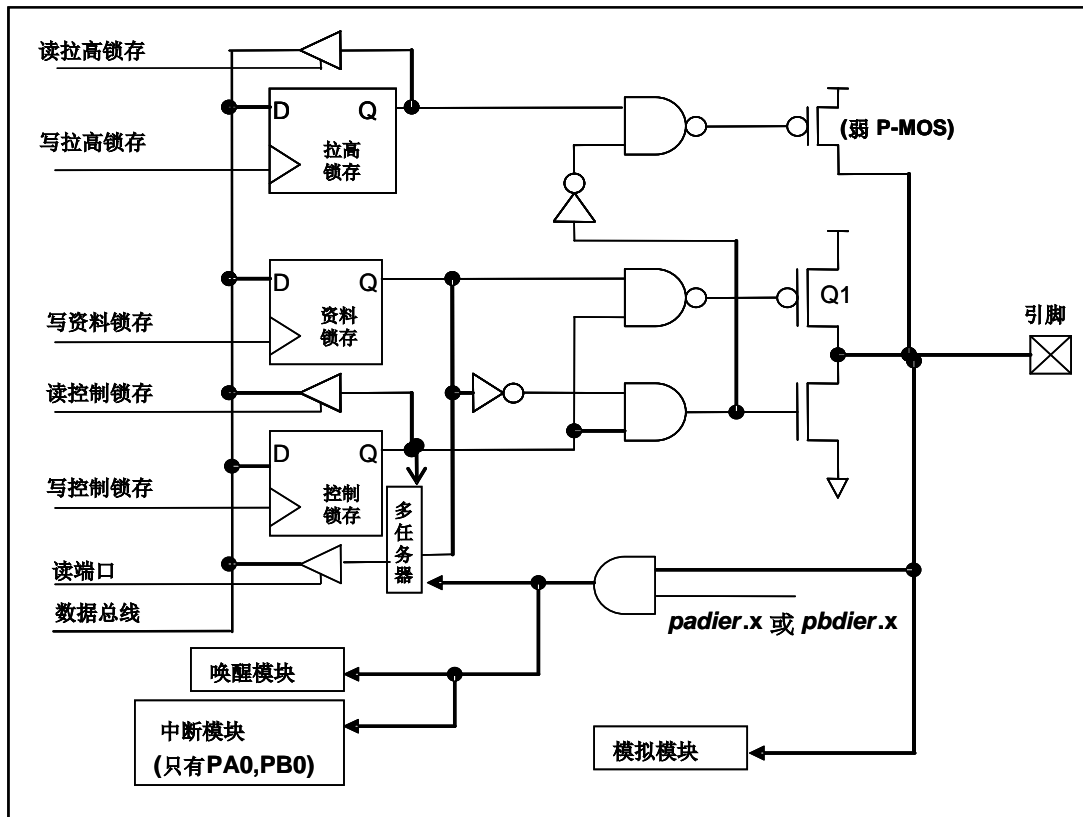 读拉高锁存
写拉高锁存
D
Q
拉高
锁存
(弱 P-MOS)
写资料锁存
D
Q
资料
锁存
Q1
引脚
读控制锁存
写控制锁存
D
Q
控制
锁存
多
任
务
器
读端口
数据总线
padier.x 或 pbdier.x
唤醒模块
中断模块
(只有PA0,PB0)
模拟模块